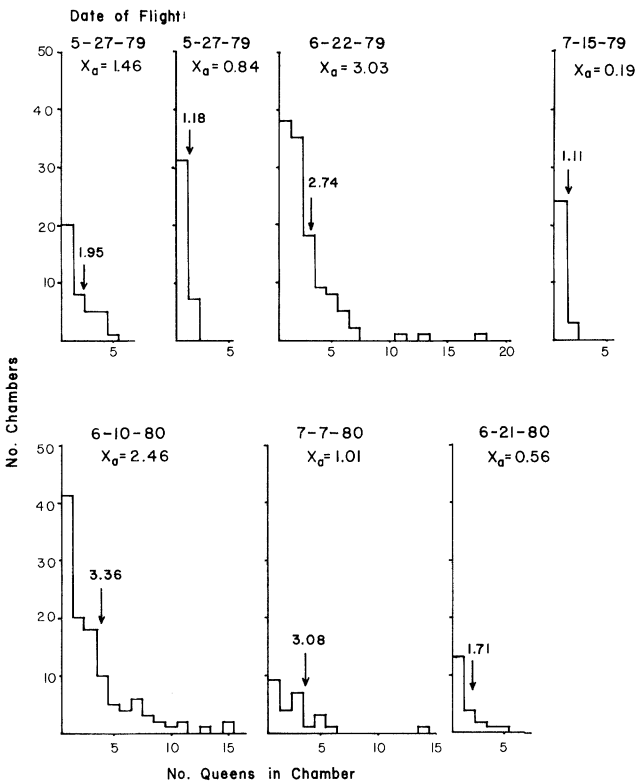 Date of Flight¹
5-27-79 5-27-79 6-22-79 7-15-79
Xa=1.46 Xa=0.84 Xa=3.03 Xa=0.19
50
40
30
20
10
1.95
1.18
2.74
1.11
5 5 5 10 15 20 5
No. Chambers
6-10-80 7-7-80 6-21-80
Xa=2.46 Xa=1.01 Xa=0.56
50
40
30
20
10
3.36
3.08
1.71
5 10 15 5 10 15 5
No. Queens in Chamber